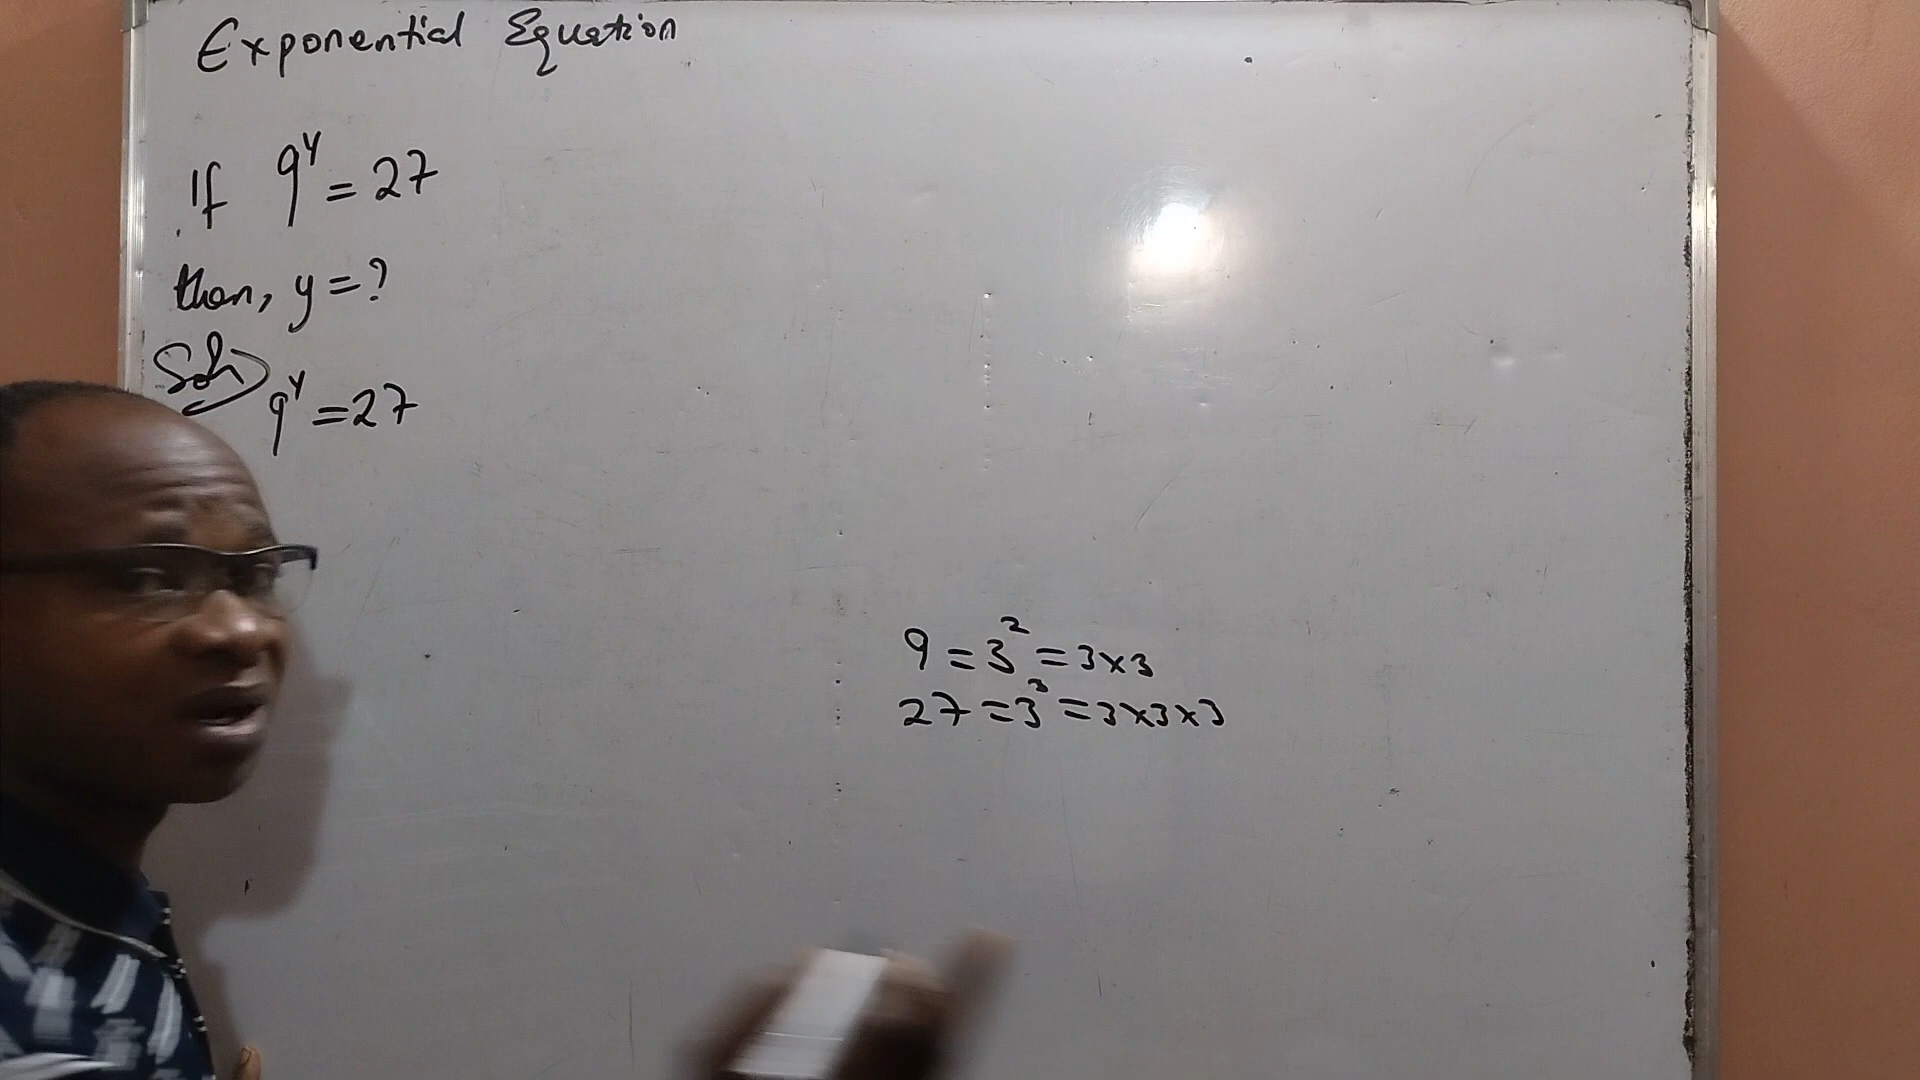 Exponential Equation
If 9^y = 27
then, y = ?
Soln 9^y = 27
9 = 3^2 = 3×3
27 = 3^3 = 3×3×3